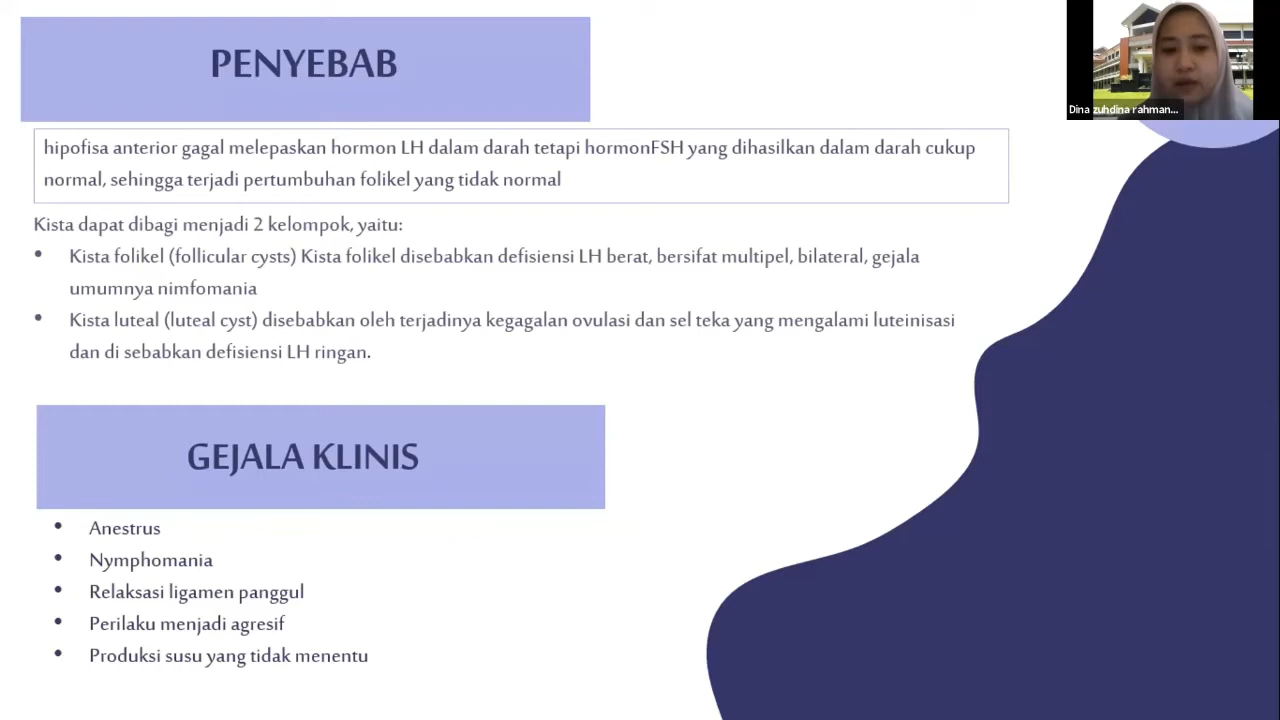 PENYEBAB
Dina zuhdina rahman...
hipofisa anterior gagal melepaskan hormon LH dalam darah tetapi hormonFSH yang dihasilkan dalam darah cukup
normal, sehingga terjadi pertumbuhan folikel yang tidak normal
Kista dapat dibagi menjadi 2 kelompok, yaitu:
• Kista folikel (follicular cysts) Kista folikel disebabkan defisiensi LH berat, bersifat multipel, bilateral, gejala
umumnya nimfomania
• Kista luteal (luteal cyst) disebabkan oleh terjadinya kegagalan ovulasi dan sel teka yang mengalami luteinisasi
dan di sebabkan defisiensi LH ringan.
GEJALA KLINIS
• Anestrus
• Nymphomania
• Relaksasi ligamen panggul
• Perilaku menjadi agresif
• Produksi susu yang tidak menentu